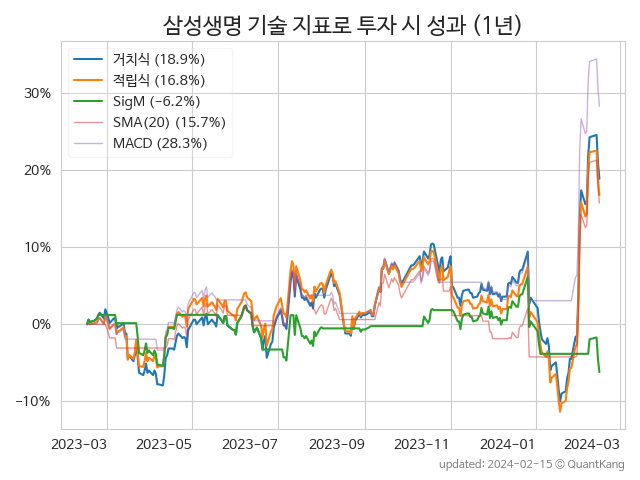 삼성생명 기술 지표로 투자 시 성과 (1년)
거치식 (18.9%)
적립식 (16.8%)
SigM (−6.2%)
SMA(20) (15.7%)
MACD (28.3%)
30%
20%
10%
0%
−10%
2023-03 2023-05 2023-07 2023-09 2023-11 2024-01 2024-03
updated: 2024-02-15 © QuantKang